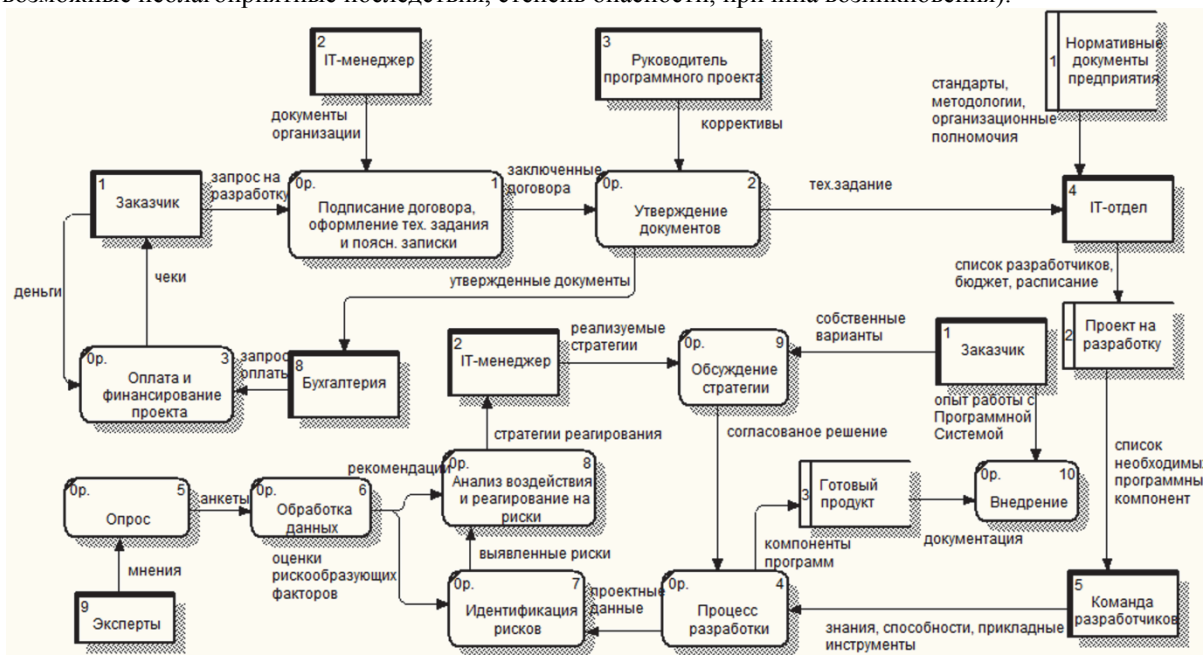 возможные неблагоприятные последствия, степень опасности, причина возникновения).
2
IT-менеджер
3
Руководитель
программного проекта
1
Нормативные
документы
предприятия
документы
организации
коррективы
стандарты,
методологии,
организационные
полномочия
1
Заказчик
запрос на
разработку
0р.
1
Подписание договора,
оформление тех. задания
и поясн. записки
заключенные
договора
0р.
2
Утверждение
документов
тех.задание
4
IT-отдел
деньги
чеки
утвержденные документы
список разработчиков,
бюджет, расписание
0р.
3
Оплата и
финансирование
проекта
запрос
оплаты
8
Бухгалтерия
2
IT-менеджер
реализуемые
стратегии
0р.
9
Обсуждение
стратегии
собственные
варианты
1
Заказчик
2
Проект на
разработку
стратегии реагирования
согласованое решение
опыт работы с
Программной
Системой
список
необходимых
программны
компонент
0р.
5
Опрос
анкеты
0р.
6
Обработка
данных
рекомендации
0р.
8
Анализ воздействия
и реагирование на
риски
3
Готовый
продукт
0р.
10
Внедрение
документация
мнения
оценки
рискообразующих
факторов
выявленные риски
компоненты
программ
9
Эксперты
0р.
7
Идентификация
рисков
проектные
данные
0р.
4
Процесс
разработки
знания, способности, прикладные
инструменты
5
Команда
разработчиков